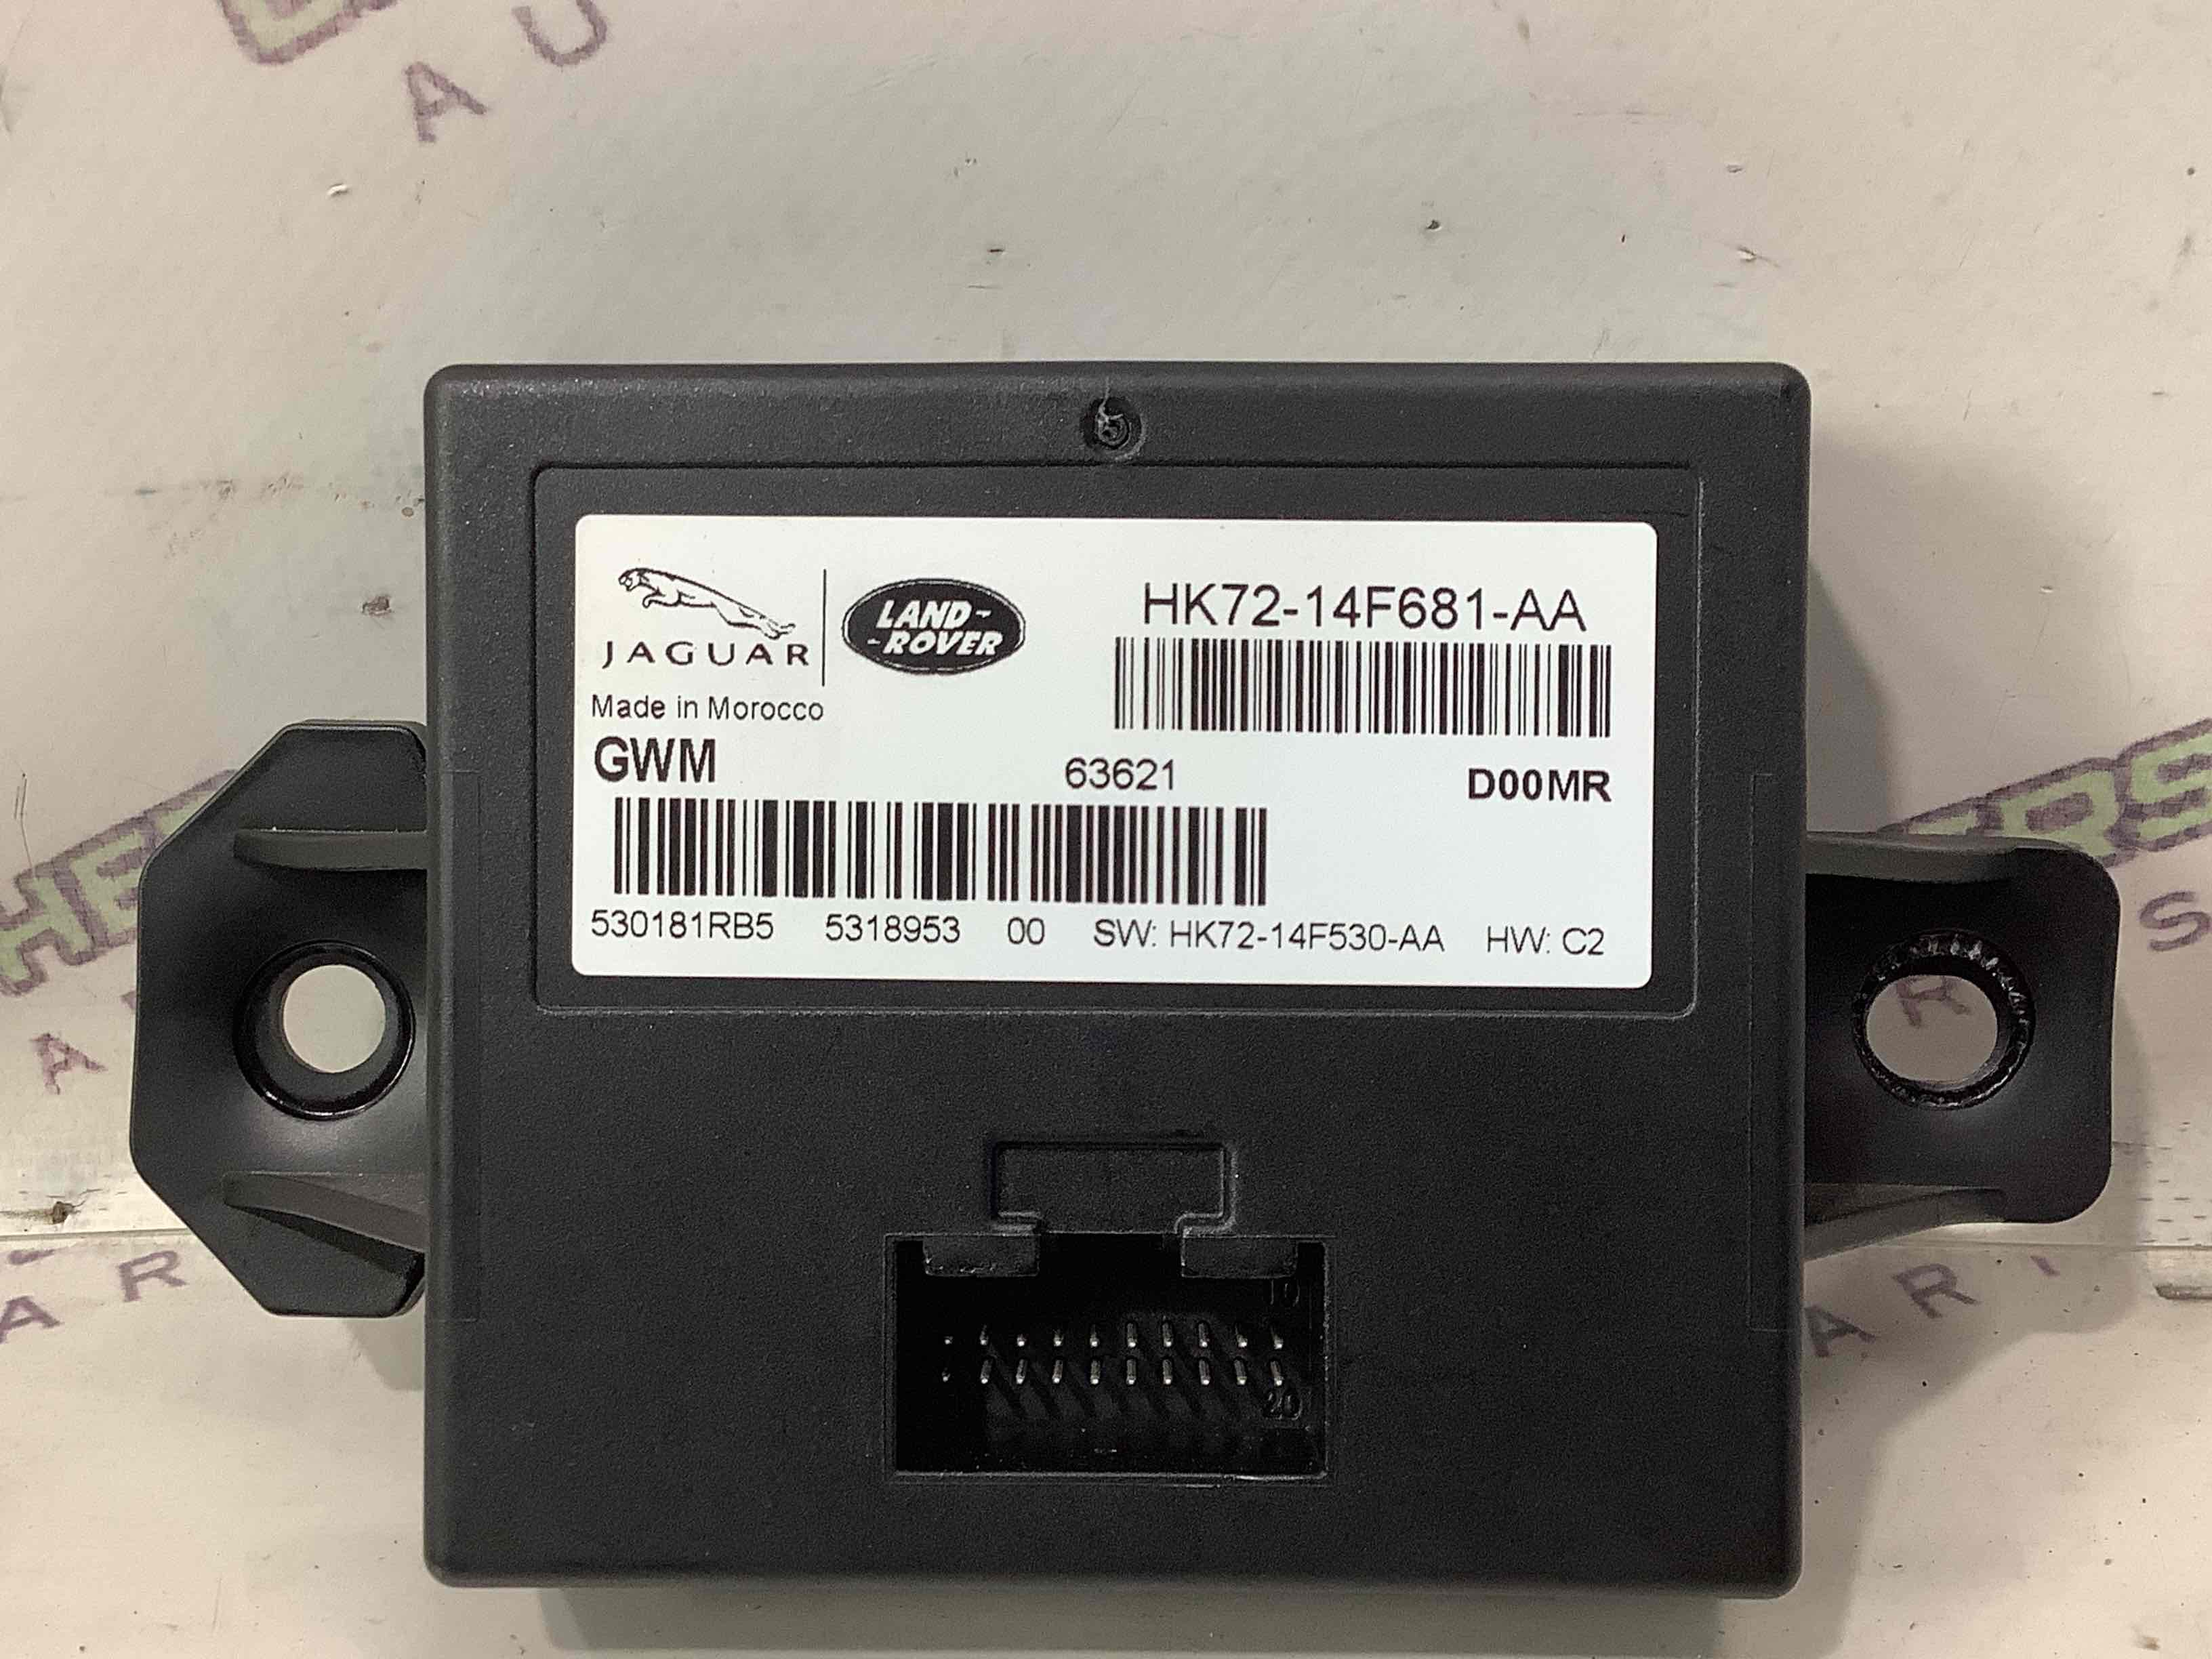 A U
JAGUAR
LAND-
-ROVER
HK72-14F681-AA
Made in Morocco
GWM
63621
D00MR
530181RB5 5318953 00 SW: HK72-14F530-AA HW: C2
10
20